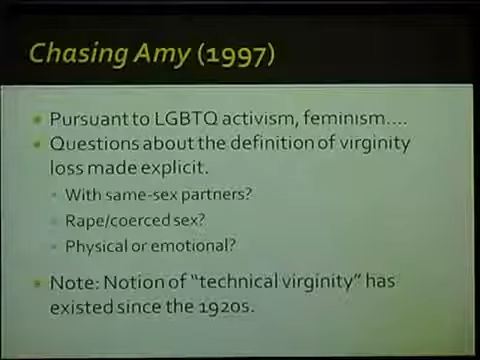 Chasing Amy (1997)
Pursuant to LGBTQ activism, feminism....
Questions about the definition of virginity
loss made explicit.
With same-sex partners?
Rape/coerced sex?
Physical or emotional?
Note: Notion of “technical virginity” has
existed since the 1920s.